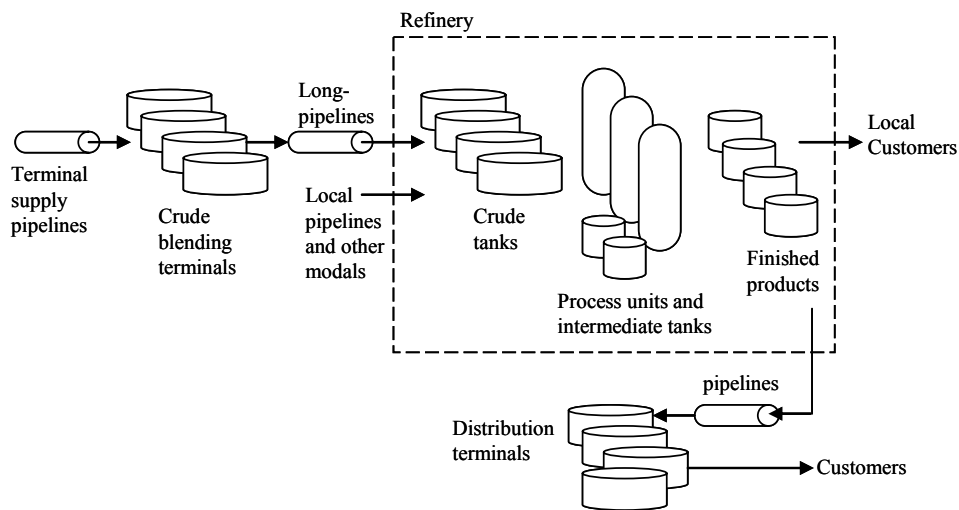 Refinery
Long-
pipelines
Local
Customers
Terminal
supply
pipelines
Crude
blending
terminals
Local
pipelines
and other
modals
Crude
tanks
Process units and
intermediate tanks
Finished
products
pipelines
Distribution
terminals
Customers